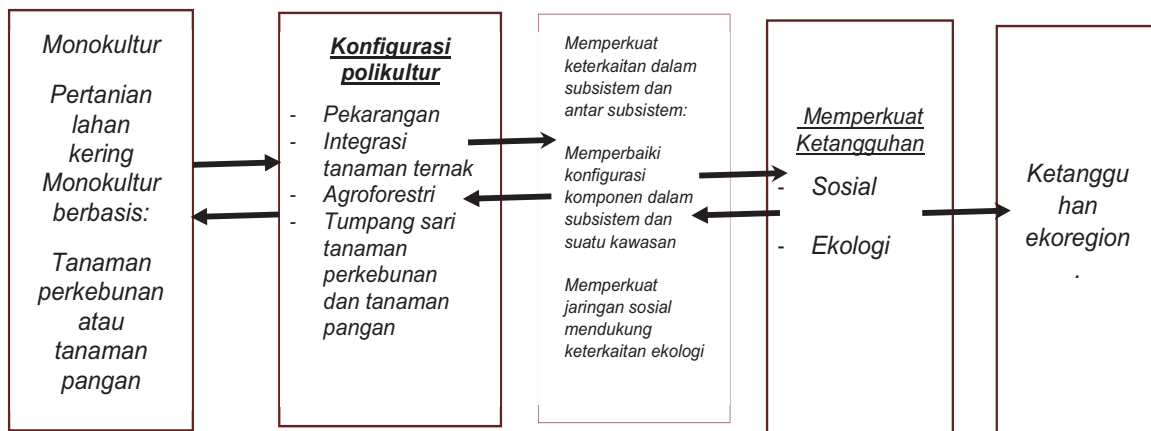 Monokultur
Pertanian
lahan
kering
Monokultur
berbasis:
Tanaman
perkebunan
atau
tanaman
pangan
Konfigurasi
polikultur
- Pekarangan
- Integrasi
tanaman ternak
- Agroforestri
- Tumpang sari
tanaman
perkebunan
dan tanaman
pangan
Memperkuat
keterkaitan dalam
subsistem dan
antar subsistem:
Memperbaiki
konfigurasi
komponen dalam
subsistem dan
suatu kawasan
Memperkuat
jaringan sosial
mendukung
keterkaitan ekologi
Memperkuat
Ketangguhan
- Sosial
- Ekologi
Ketanggu
han
ekoregion
.